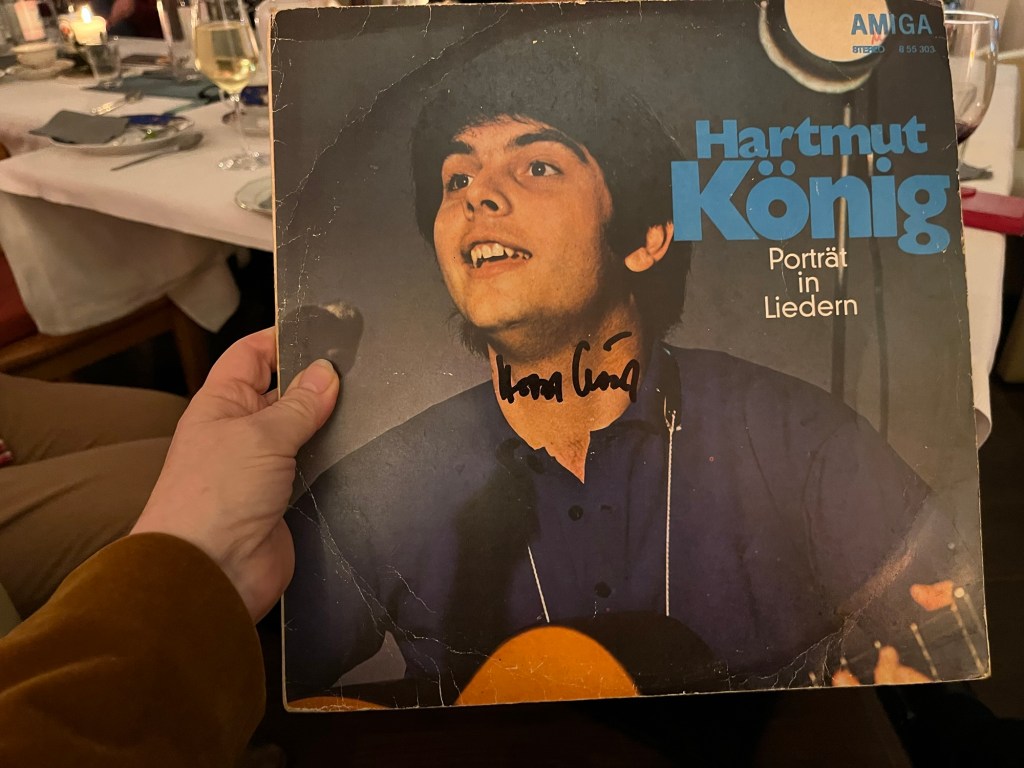 AMIGA
STEREO 8 55 303
Hartmut
König
Porträt
in
Liedern